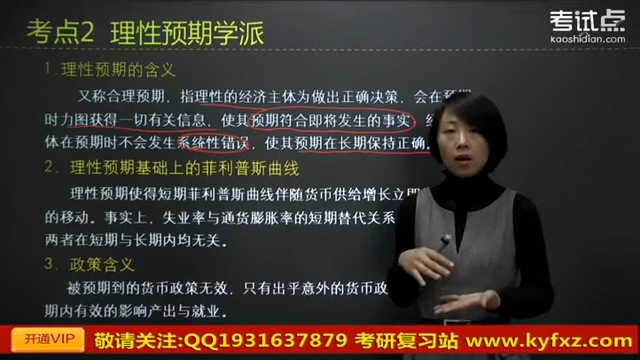 考试点
kaoshidian.com
考点2 理性预期学派
1.理性预期的含义
又称合理预期，指理性的经济主体为做出正确决策，会在预期
时力图获得一切有关信息，使其预期符合即将发生的事实
体在预期时不会发生系统性错误，使其预期在长期保持正确。
2．理性预期基础上的菲利普斯曲线
理性预期使得短期菲利普斯曲线伴随货币供给增长立即
的移动。事实上，失业率与通货膨胀率的短期替代关系
两者在短期与长期内均无关。
3．政策含义
被预期到的货币政策无效，只有出乎意外的货币政
期内有效的影响产出与就业。
开通VIP 敬请关注:QQ1931637879 考研复习站 www.kyfxz.com